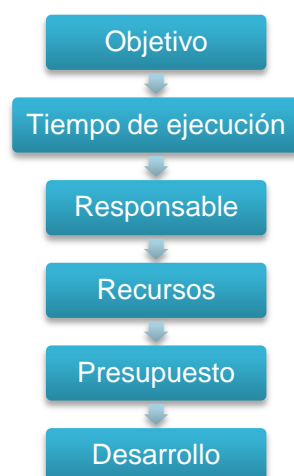 Objetivo
Tiempo de ejecución
Responsable
Recursos
Presupuesto
Desarrollo